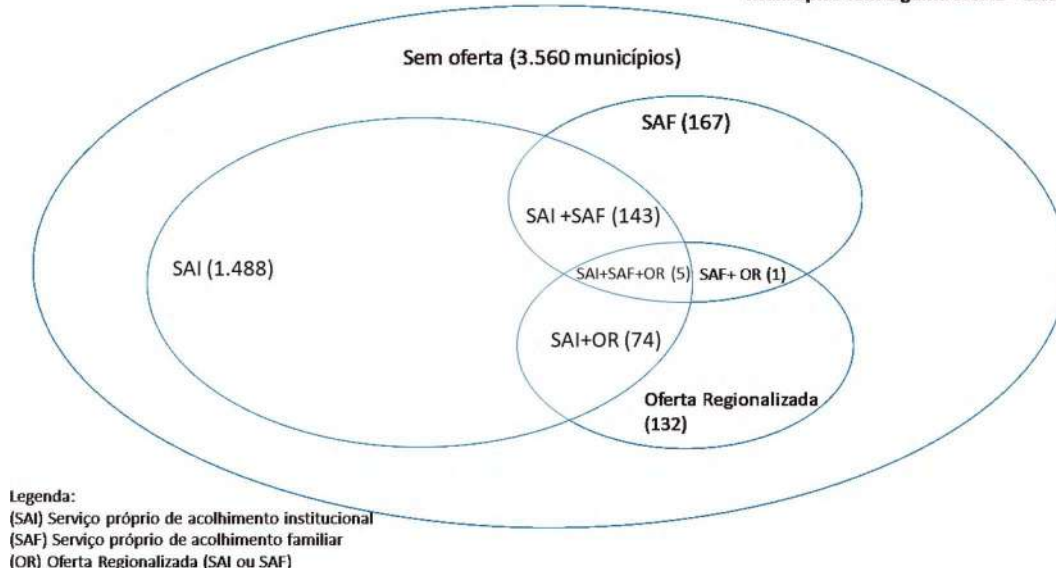 Sem oferta (3.560 municípios)
SAF (167)
SAI +SAF (143)
SAI (1.488)
SAI+SAF+OR (5)
SAF+ OR (1)
SAI+OR (74)
Oferta Regionalizada
(132)
Legenda:
(SAI) Serviço próprio de acolhimento institucional
(SAF) Serviço próprio de acolhimento familiar
(OR) Oferta Regionalizada (SAI ou SAF)